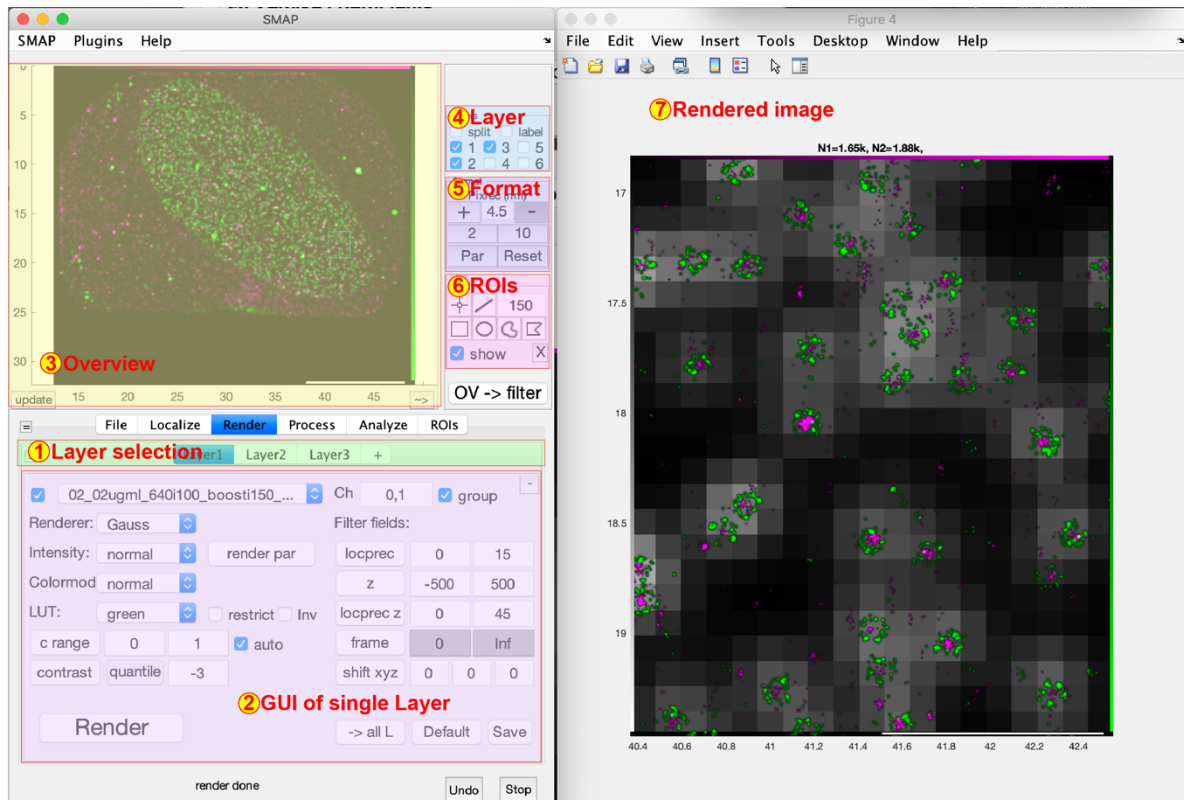 SMAP
SMAP Plugins Help
0
5
10
15
20
25
30
③Overview
update 15 20 25 30 35 40 45 ~>
④Layer
split label
1 3 5
2 4 6
⑤Format
Pixrec (nm)
+ 4.5 -
2 10
Par Reset
⑥ROIs
150
show X
OV -> filter
= File Localize Render Process Analyze ROIs
①Layer selection
Layer1 Layer2 Layer3 +
02_02ugml_640i100_boosti150_... Ch 0,1 group -
Renderer: Gauss Filter fields:
Intensity: normal render par locprec 0 15
Colormod normal z -500 500
LUT: green restrict Inv locprec z 0 45
c range 0 1 auto frame 0 Inf
contrast quantile -3 shift xyz 0 0 0
②GUI of single Layer
Render -> all L Default Save
render done Undo Stop
Figure 4
File Edit View Insert Tools Desktop Window Help
⑦Rendered image
N1=1.65k, N2=1.88k,
17
17.5
18
18.5
19
40.4 40.6 40.8 41 41.2 41.4 41.6 41.8 42 42.2 42.4